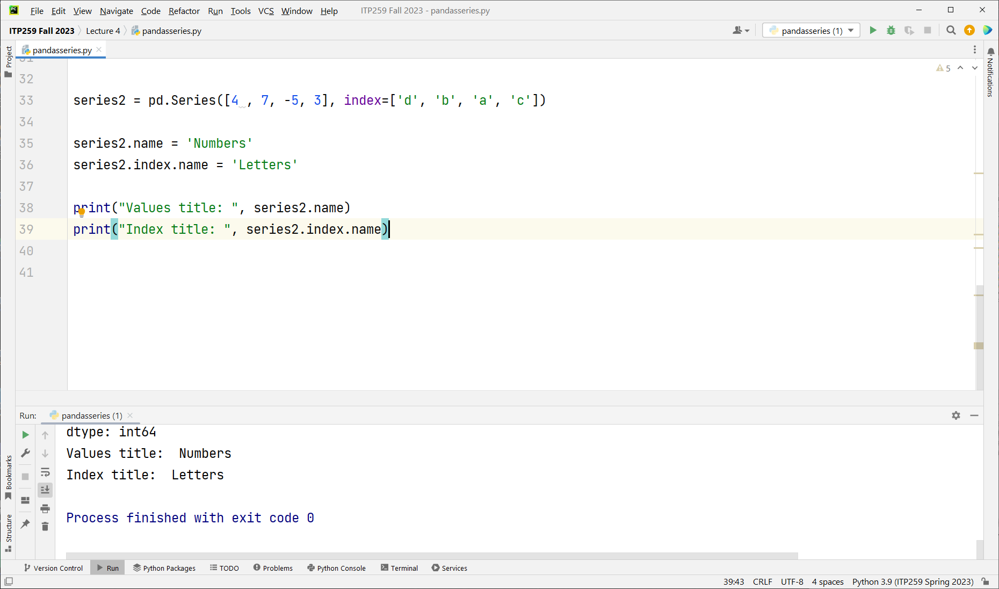 File Edit View Navigate Code Refactor Run Tools VCS Window Help ITP259 Fall 2023 - pandasseries.py
ITP259 Fall 2023 Lecture 4 pandasseries.py pandasseries (1)
pandasseries.py
Project
Notifications
5
31
32
33 series2 = pd.Series([4 , 7, -5, 3], index=['d', 'b', 'a', 'c'])
34
35 series2.name = 'Numbers'
36 series2.index.name = 'Letters'
37
38 print("Values title: ", series2.name)
39 print("Index title: ", series2.index.name)
40
41
Run: pandasseries (1)
dtype: int64
Values title:  Numbers
Index title:  Letters
Process finished with exit code 0
Bookmarks
Structure
Version Control Run Python Packages TODO Problems Python Console Terminal Services
39:43 CRLF UTF-8 4 spaces Python 3.9 (ITP259 Spring 2023)